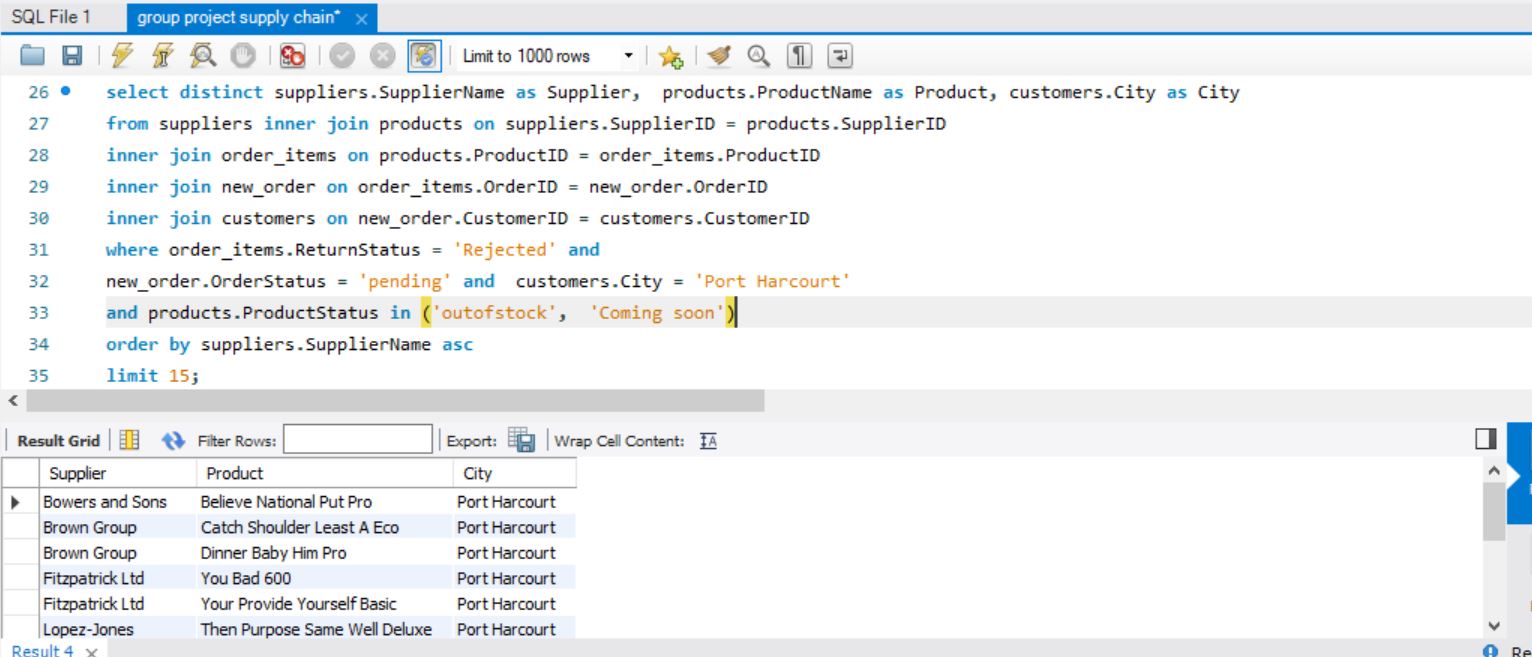 SQL File 1
group project supply chain*
Limit to 1000 rows
26 select distinct suppliers.SupplierName as Supplier,  products.ProductName as Product, customers.City as City
27 from suppliers inner join products on suppliers.SupplierID = products.SupplierID
28 inner join order_items on products.ProductID = order_items.ProductID
29 inner join new_order on order_items.OrderID = new_order.OrderID
30 inner join customers on new_order.CustomerID = customers.CustomerID
31 where order_items.ReturnStatus = 'Rejected' and
32 new_order.OrderStatus = 'pending' and  customers.City = 'Port Harcourt'
33 and products.ProductStatus in ('outofstock',  'Coming soon')
34 order by suppliers.SupplierName asc
35 limit 15;
Result Grid Filter Rows: Export: Wrap Cell Content:
Supplier Product City
Bowers and Sons Believe National Put Pro Port Harcourt
Brown Group Catch Shoulder Least A Eco Port Harcourt
Brown Group Dinner Baby Him Pro Port Harcourt
Fitzpatrick Ltd You Bad 600 Port Harcourt
Fitzpatrick Ltd Your Provide Yourself Basic Port Harcourt
Lopez-Jones Then Purpose Same Well Deluxe Port Harcourt
Result 4